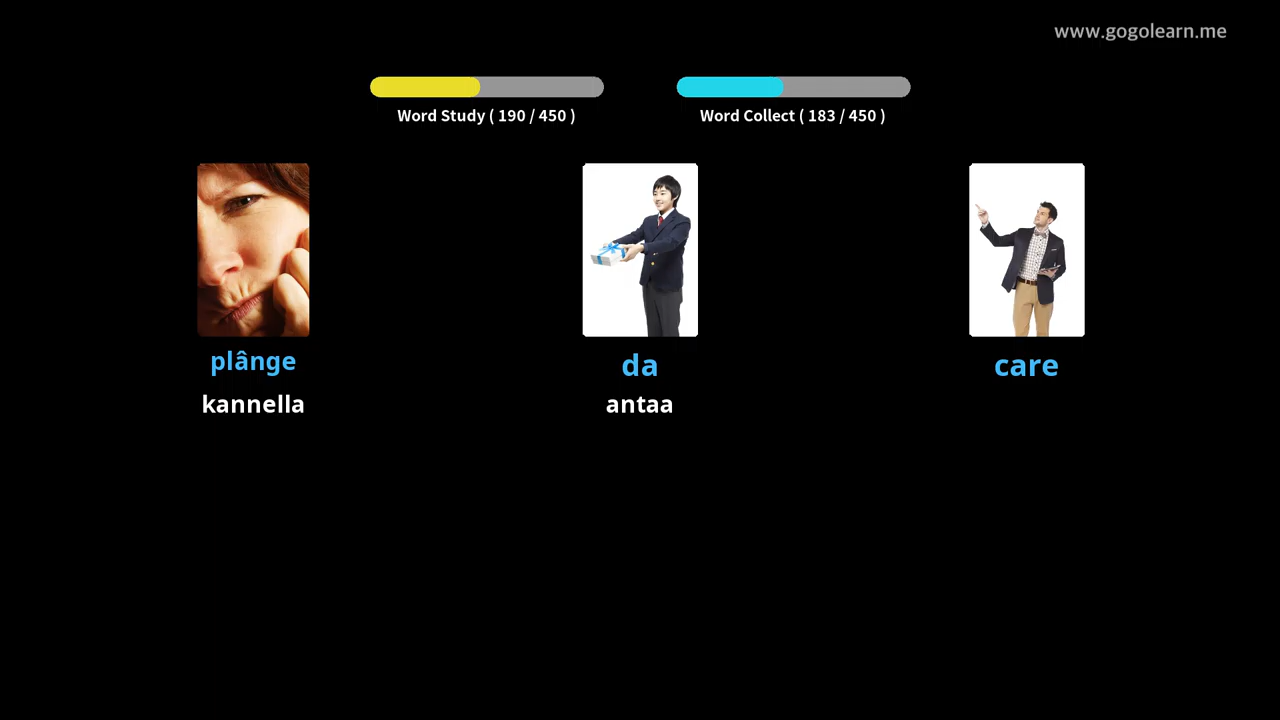 www.gogolearn.me
Word Study ( 190 / 450 )
Word Collect ( 183 / 450 )
plânge
da
care
kannella
antaa